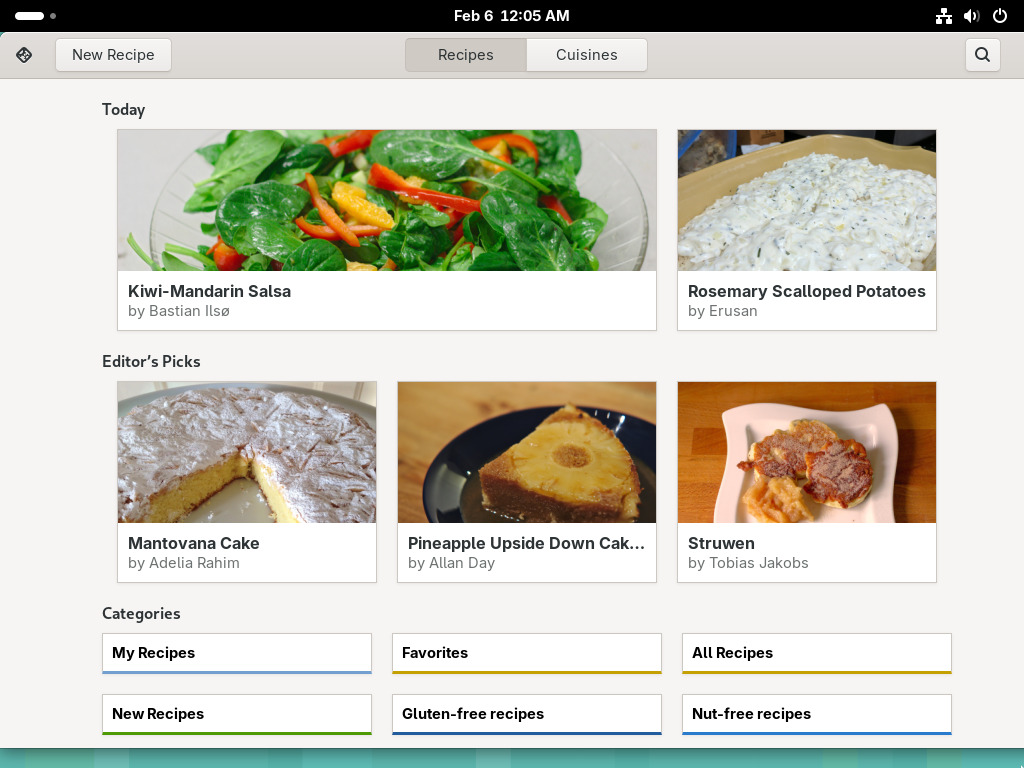 Feb 6 12:05 AM
New Recipe
Recipes
Cuisines
Today
Kiwi-Mandarin Salsa
by Bastian Ilsø
Rosemary Scalloped Potatoes
by Erusan
Editor’s Picks
Mantovana Cake
by Adelia Rahim
Pineapple Upside Down Cak…
by Allan Day
Struwen
by Tobias Jakobs
Categories
My Recipes
Favorites
All Recipes
New Recipes
Gluten-free recipes
Nut-free recipes